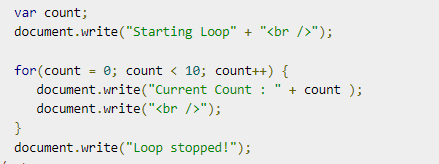 var count;
document.write("Starting Loop" + "<br />");
for(count = 0; count < 10; count++) {
document.write("Current Count : " + count );
document.write("<br />");
}
document.write("Loop stopped!");